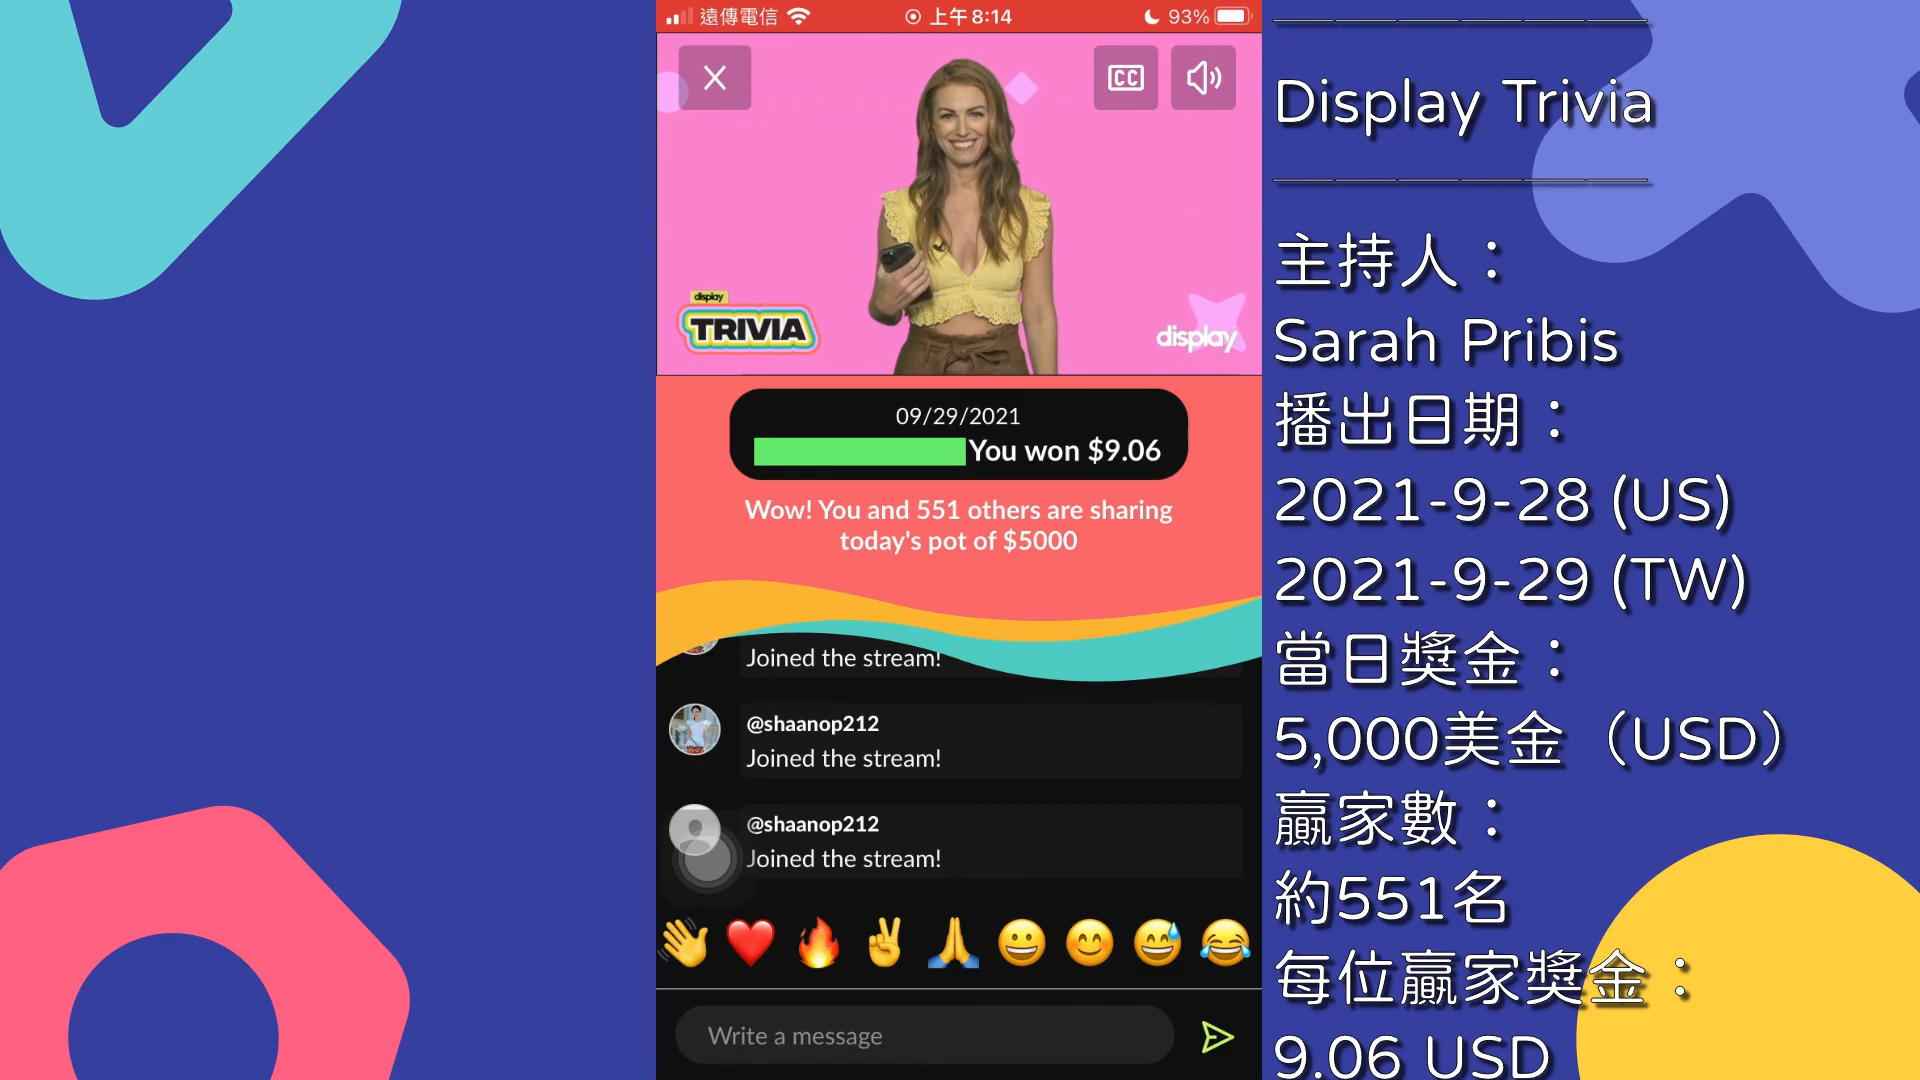 遠傳電信
上午8:14
93%
CC
display
TRIVIA
display
09/29/2021
You won $9.06
Wow! You and 551 others are sharing
today's pot of $5000
Joined the stream!
@shaanop212
Joined the stream!
@shaanop212
Joined the stream!
Write a message
Display Trivia
主持人：
Sarah Pribis
播出日期：
2021-9-28 (US)
2021-9-29 (TW)
當日獎金：
5,000美金（USD）
贏家數：
約551名
每位贏家獎金：
9.06 USD